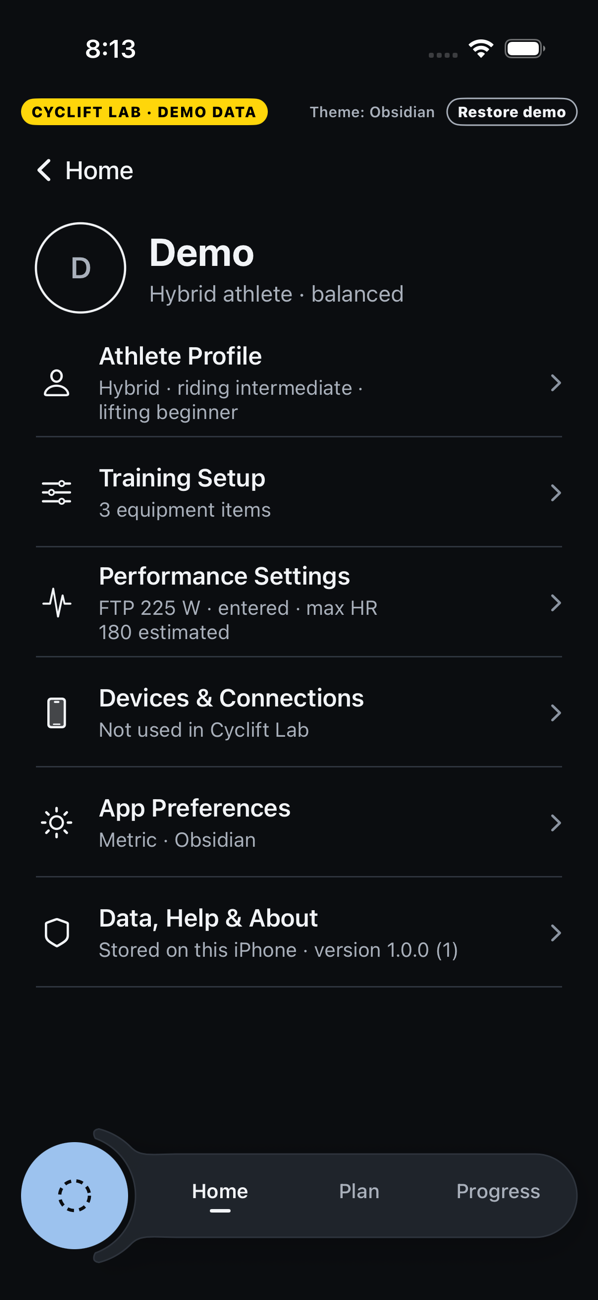 8:13
CYCLIFT LAB · DEMO DATA
Theme: Obsidian
Restore demo
Home
D
Demo
Hybrid athlete · balanced
Athlete Profile
Hybrid · riding intermediate ·
lifting beginner
Training Setup
3 equipment items
Performance Settings
FTP 225 W · entered · max HR
180 estimated
Devices & Connections
Not used in Cyclift Lab
App Preferences
Metric · Obsidian
Data, Help & About
Stored on this iPhone · version 1.0.0 (1)
Home
Plan
Progress